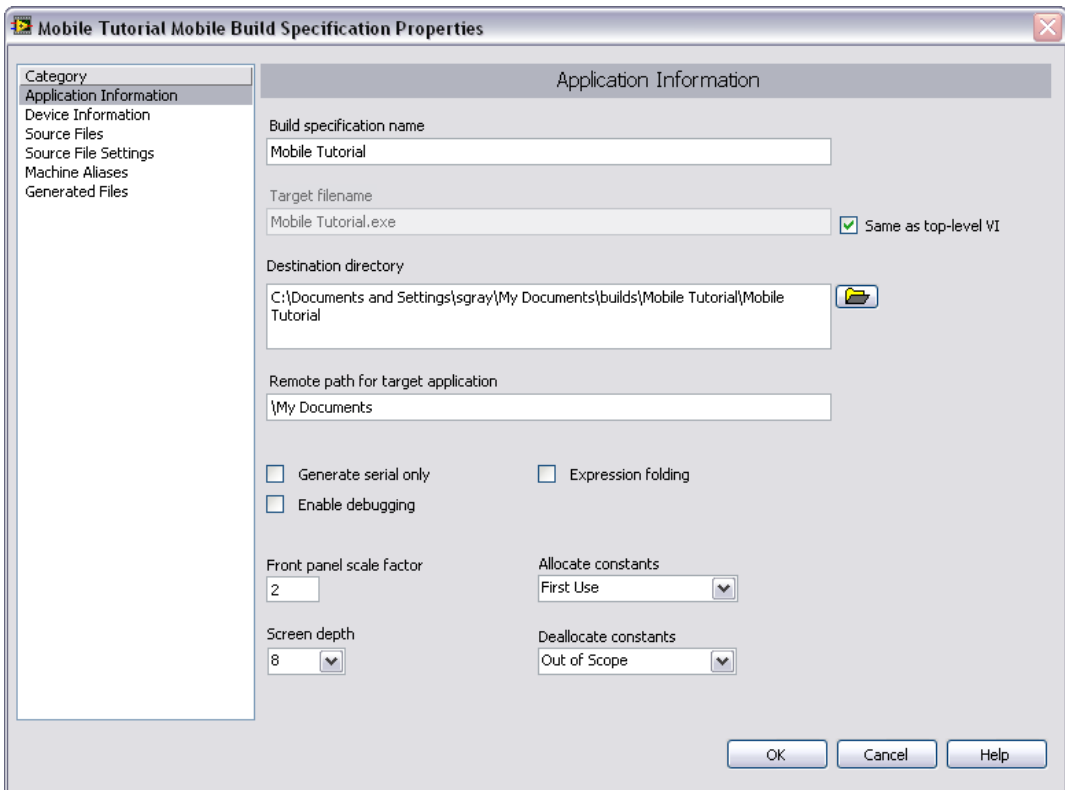 Mobile Tutorial Mobile Build Specification Properties
Category
Application Information
Device Information
Source Files
Source File Settings
Machine Aliases
Generated Files
Application Information
Build specification name
Mobile Tutorial
Target filename
Mobile Tutorial.exe
Same as top-level VI
Destination directory
C:\Documents and Settings\sgray\My Documents\builds\Mobile Tutorial\Mobile
Tutorial
Remote path for target application
\My Documents
Generate serial only
Expression folding
Enable debugging
Front panel scale factor
2
Allocate constants
First Use
Screen depth
8
Deallocate constants
Out of Scope
OK
Cancel
Help